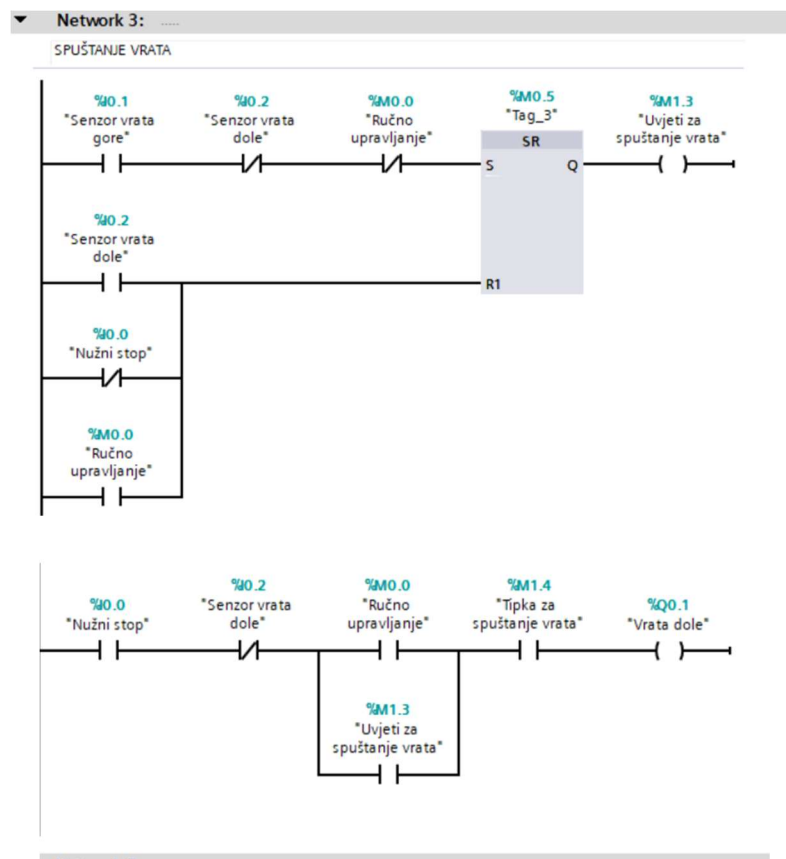 Network 3: .....
SPUŠTANJE VRATA
%I0.1
"Senzor vrata
gore"
%I0.2
"Senzor vrata
dole"
%M0.0
"Ručno
upravljanje"
%M0.5
"Tag_3"
SR
S
Q
R1
%M1.3
"Uvjeti za
spuštanje vrata"
%I0.2
"Senzor vrata
dole"
%I0.0
"Nužni stop"
%M0.0
"Ručno
upravljanje"
%I0.0
"Nužni stop"
%I0.2
"Senzor vrata
dole"
%M0.0
"Ručno
upravljanje"
%M1.4
"Tipka za
spuštanje vrata"
%Q0.1
"Vrata dole"
%M1.3
"Uvjeti za
spuštanje vrata"